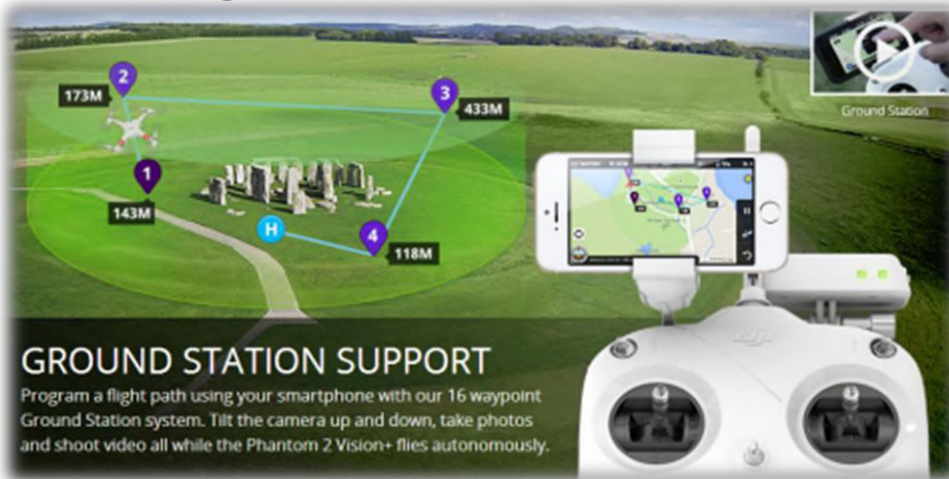 2
173M
3
433M
Ground Station
1
143M
H
4
118M
GROUND STATION SUPPORT
Program a flight path using your smartphone with our 16 waypoint
Ground Station system. Tilt the camera up and down, take photos
and shoot video all while the Phantom 2 Vision+ flies autonomously.